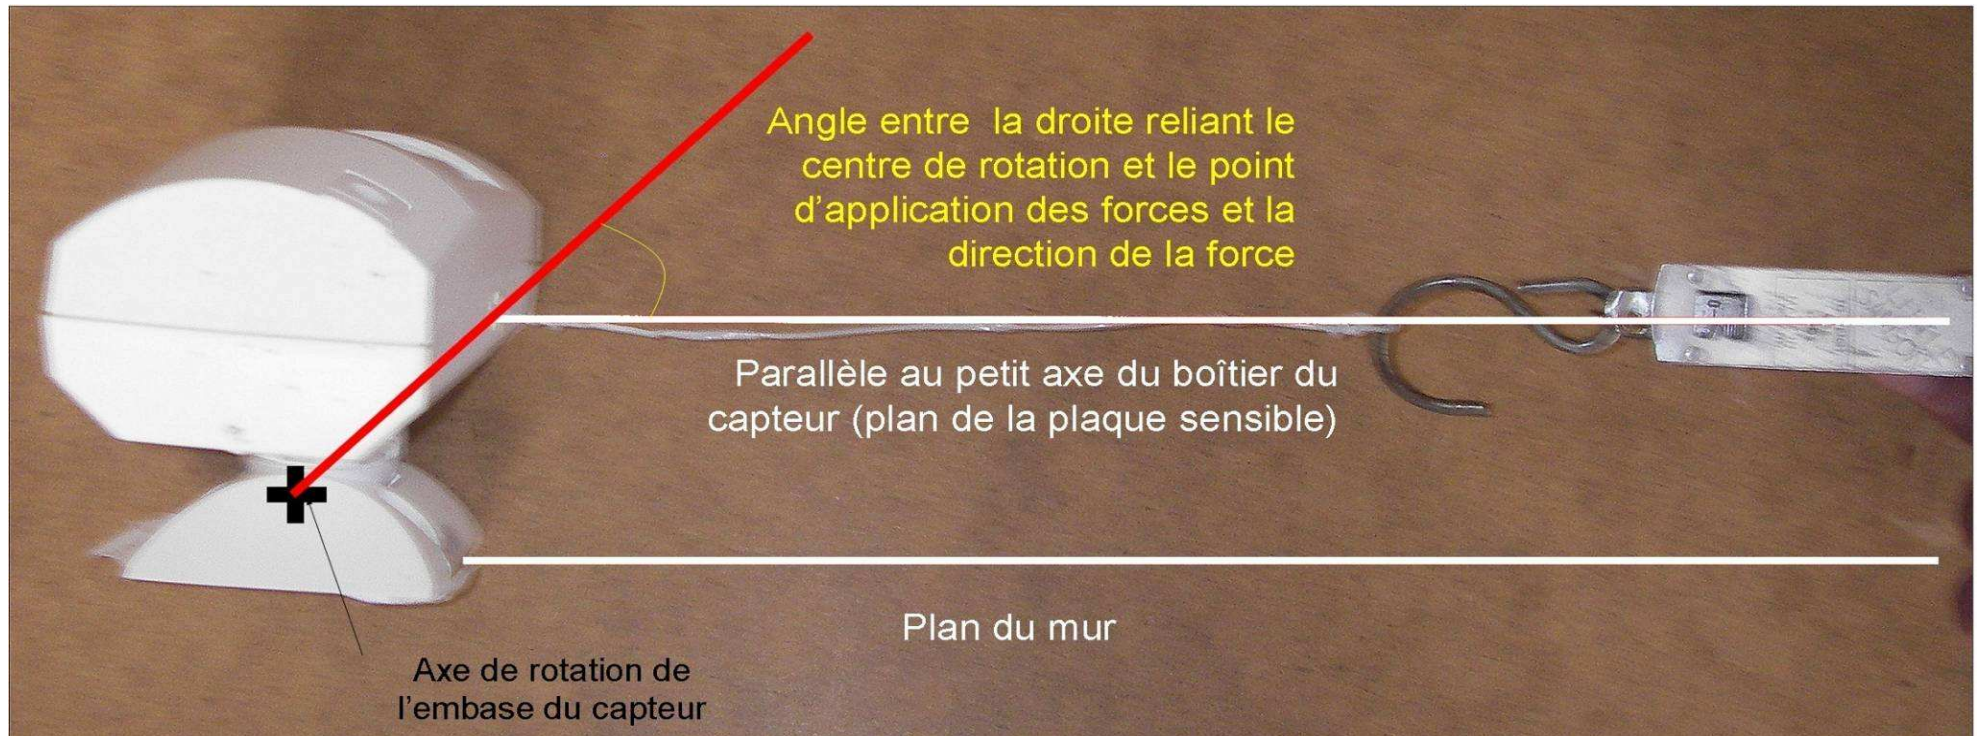 Angle entre la droite reliant le
centre de rotation et le point
d'application des forces et la
direction de la force
Parallèle au petit axe du boîtier du
capteur (plan de la plaque sensible)
Plan du mur
Axe de rotation de
l'embase du capteur